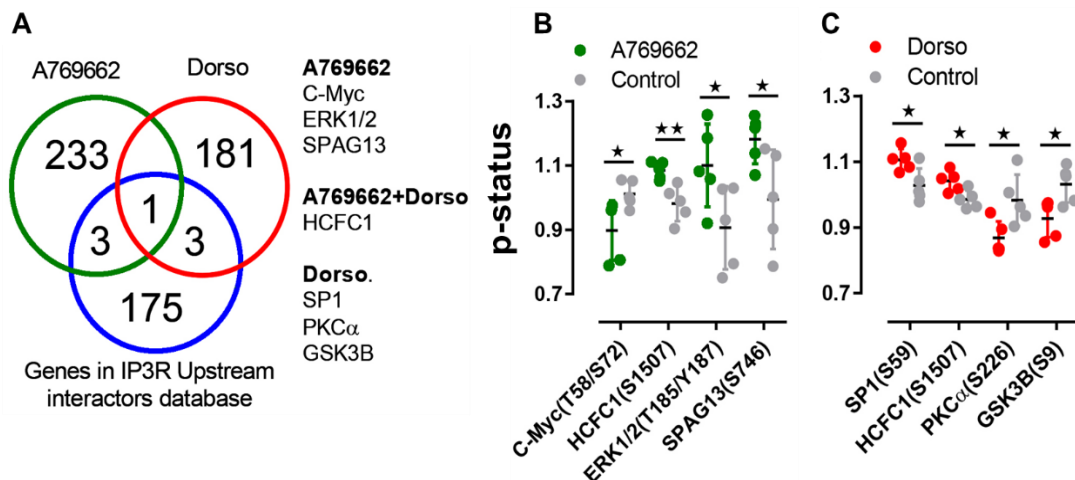 A
A769662
Dorso
233
181
1
3
3
175
Genes in IP3R Upstream
interactors database
A769662
C-Myc
ERK1/2
SPAG13
A769662+Dorso
HCFC1
Dorso.
SP1
PKCα
GSK3B
B
A769662
Control
p-status
1.3
1.1
0.9
0.7
★
★★
★
★
C-Myc(T58/S72)
HCFC1(S1507)
ERK1/2(T185/Y187)
SPAG13(S746)
C
Dorso
Control
1.3
1.1
0.9
0.7
★
★
★
★
SP1(S59)
HCFC1(S1507)
PKCα(S226)
GSK3B(S9)